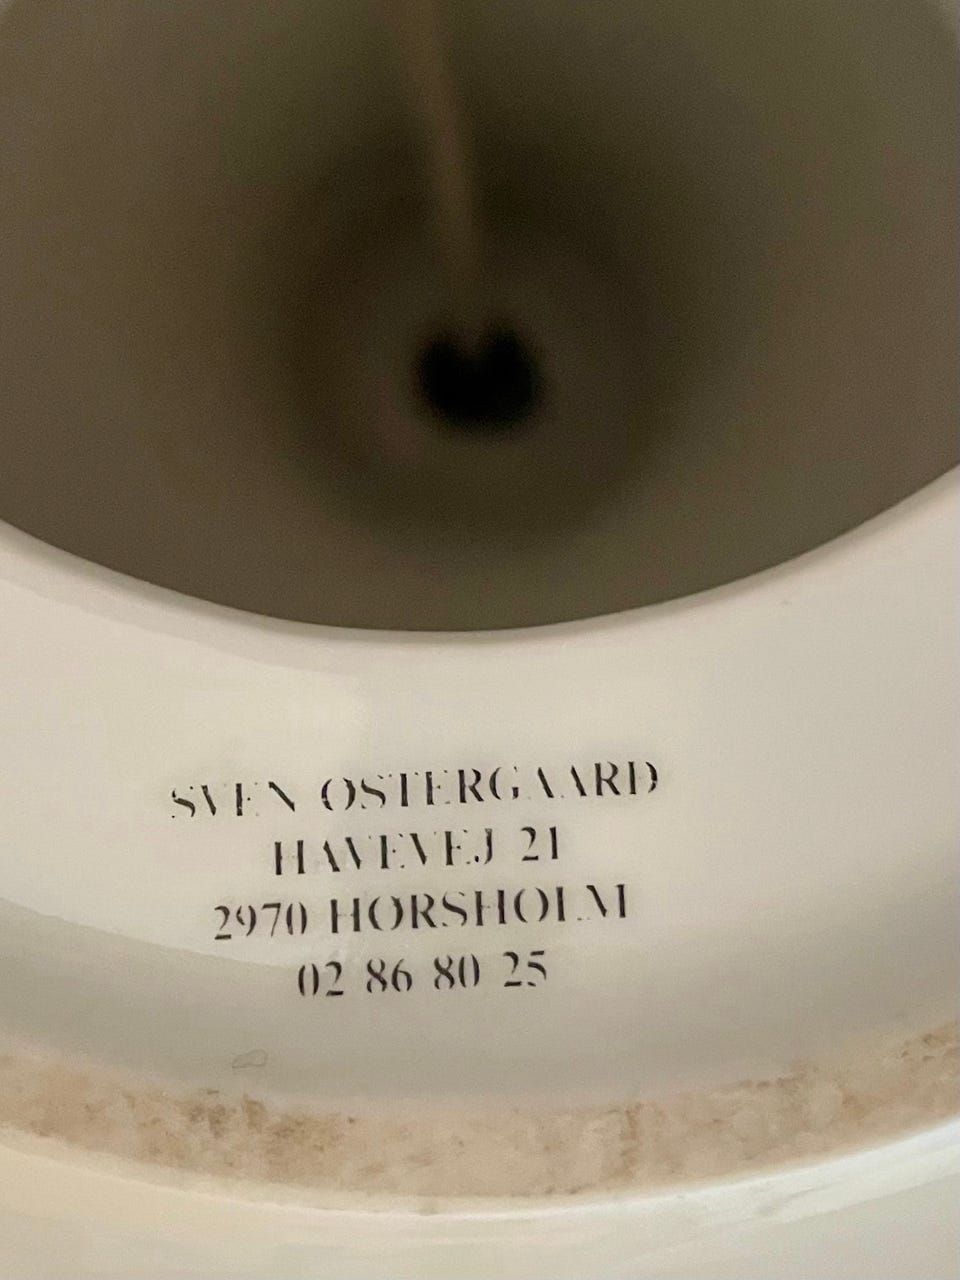 SVEN OSTERGAARD
HAVEVEJ 21
2970 HORSHOLM
02 86 80 25